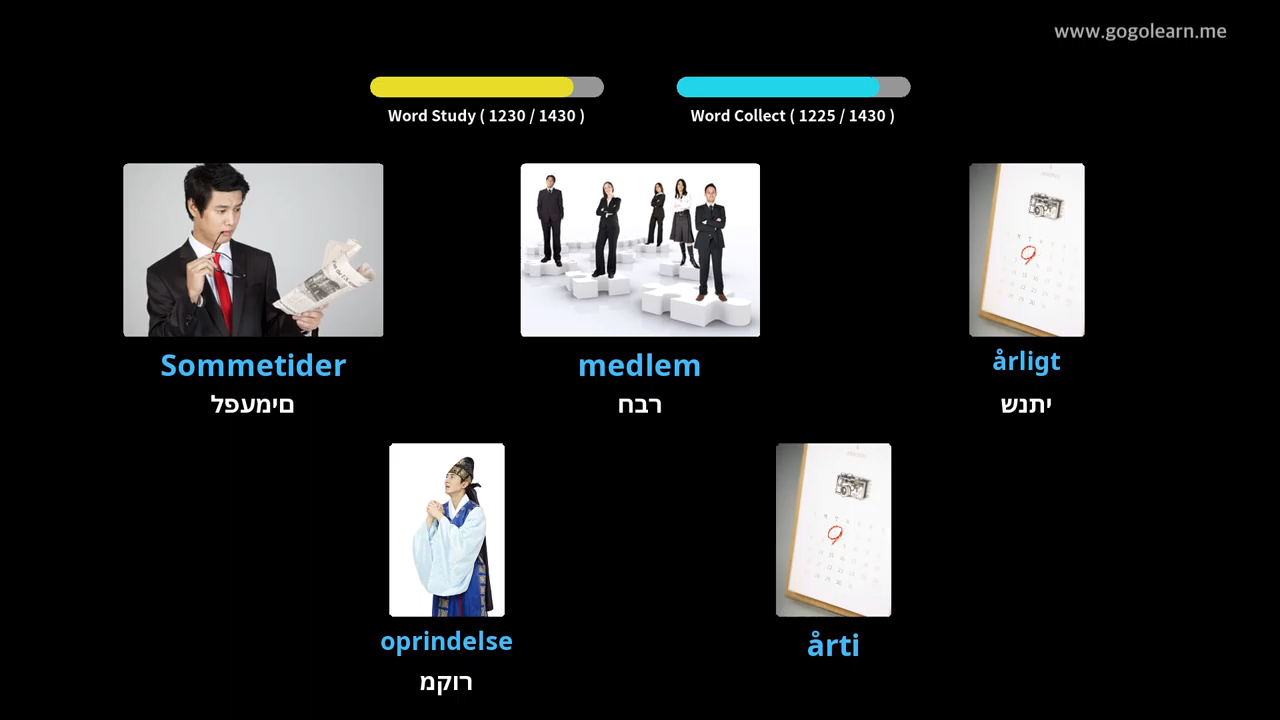 www.gogolearn.me
Word Study ( 1230 / 1430 )
Word Collect ( 1225 / 1430 )
Sommetider
םימעפל
medlem
רבח
årligt
יתנש
oprindelse
רוקמ
årti